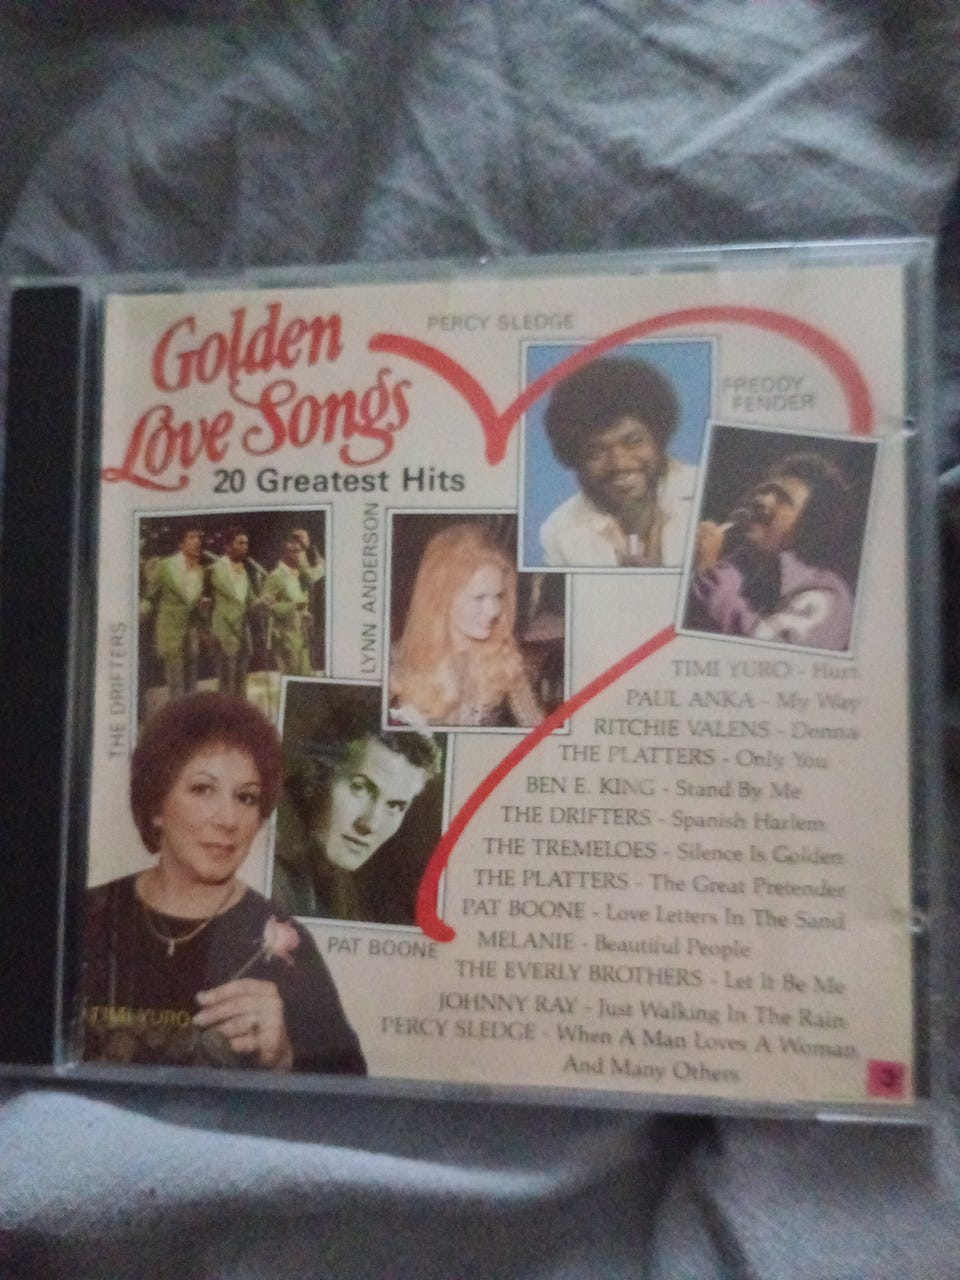 Golden
Love Songs
20 Greatest Hits
PERCY SLEDGE
FREDDY
FENDER
LYNN ANDERSON
THE DRIFTERS
PAT BOONE
TIMI YURO
TIMI YURO - Hurt
PAUL ANKA - My Way
RITCHIE VALENS - Donna
THE PLATTERS - Only You
BEN E. KING - Stand By Me
THE DRIFTERS - Spanish Harlem
THE TREMELOES - Silence Is Golden
THE PLATTERS - The Great Pretender
PAT BOONE - Love Letters In The Sand
MELANIE - Beautiful People
THE EVERLY BROTHERS - Let It Be Me
JOHNNY RAY - Just Walking In The Rain
PERCY SLEDGE - When A Man Loves A Woman
And Many Others
3